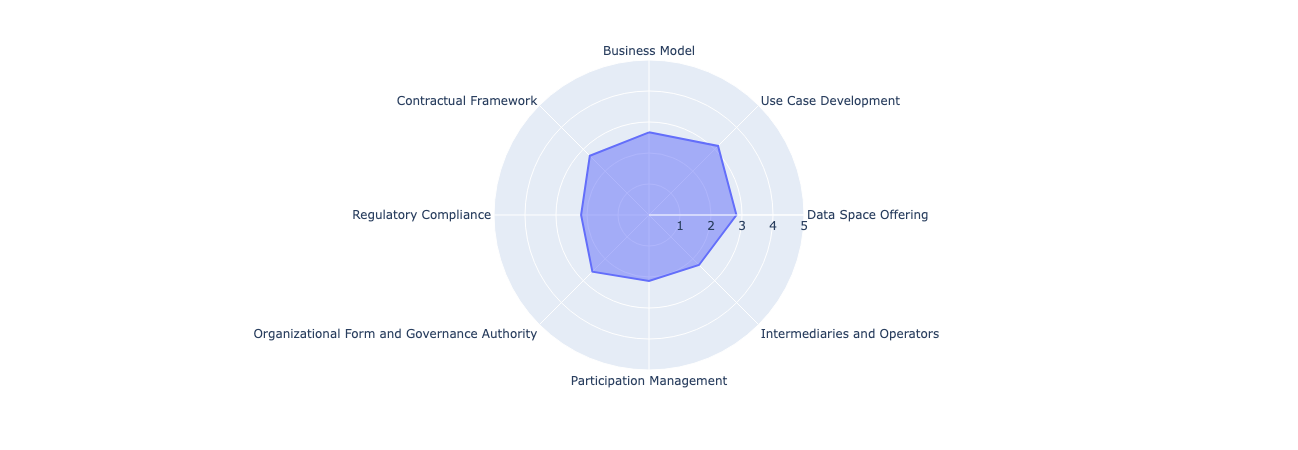 Business Model
Contractual Framework
Use Case Development
Regulatory Compliance
Data Space Offering
1 2 3 4 5
Organizational Form and Governance Authority
Intermediaries and Operators
Participation Management